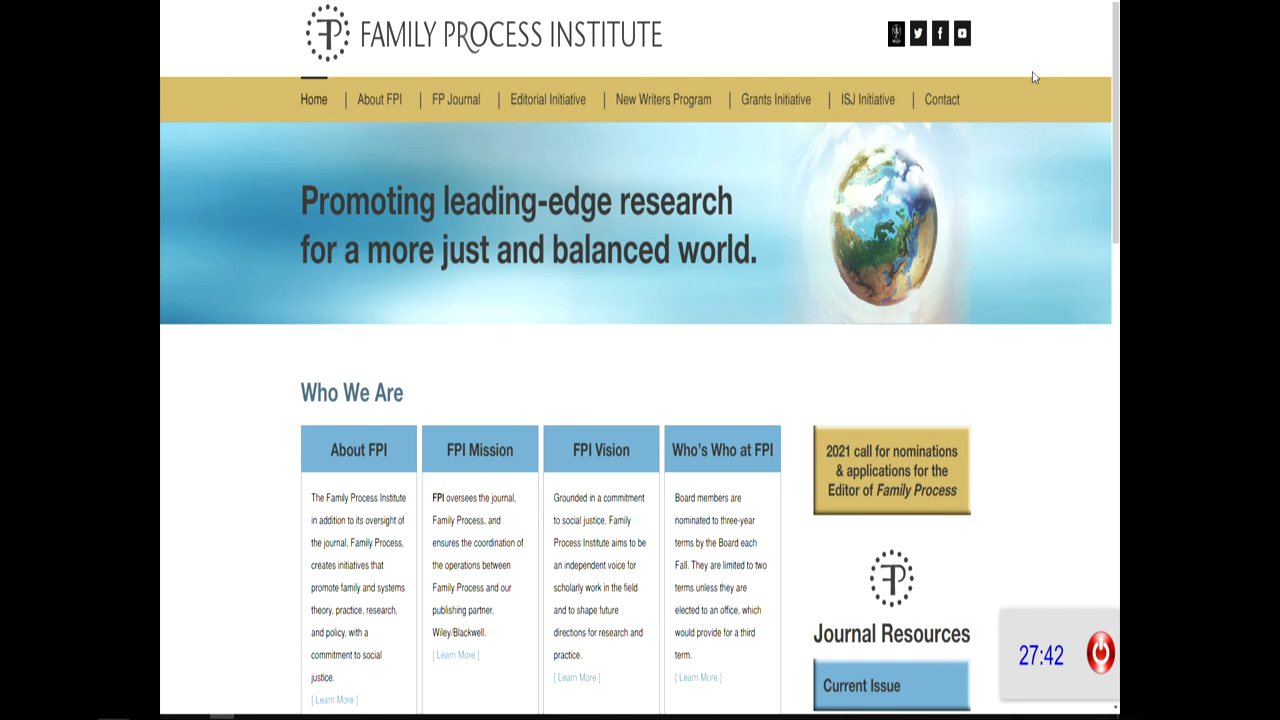 FAMILY PROCESS INSTITUTE
Home | About FPI | FP Journal | Editorial Initiative | New Writers Program | Grants Initiative | ISJ Initiative | Contact
Promoting leading-edge research
for a more just and balanced world.
Who We Are
About FPI
The Family Process Institute
in addition to its oversight of
the journal, Family Process,
creates initiatives that
promote family and systems
theory, practice, research,
and policy, with a
commitment to social
justice.
[ Learn More ]
FPI Mission
FPI oversees the journal,
Family Process, and
ensures the coordination of
the operations between
Family Process and our
publishing partner,
Wiley/Blackwell.
[ Learn More ]
FPI Vision
Grounded in a commitment
to social justice, Family
Process Institute aims to be
an independent voice for
scholarly work in the field
and to shape future
directions for research and
practice.
[ Learn More ]
Who's Who at FPI
Board members are
nominated to three-year
terms by the Board each
Fall. They are limited to two
terms unless they are
elected to an office, which
would provide for a third
term.
[ Learn More ]
2021 call for nominations
& applications for the
Editor of Family Process
FP
Journal Resources
Current Issue
27:42